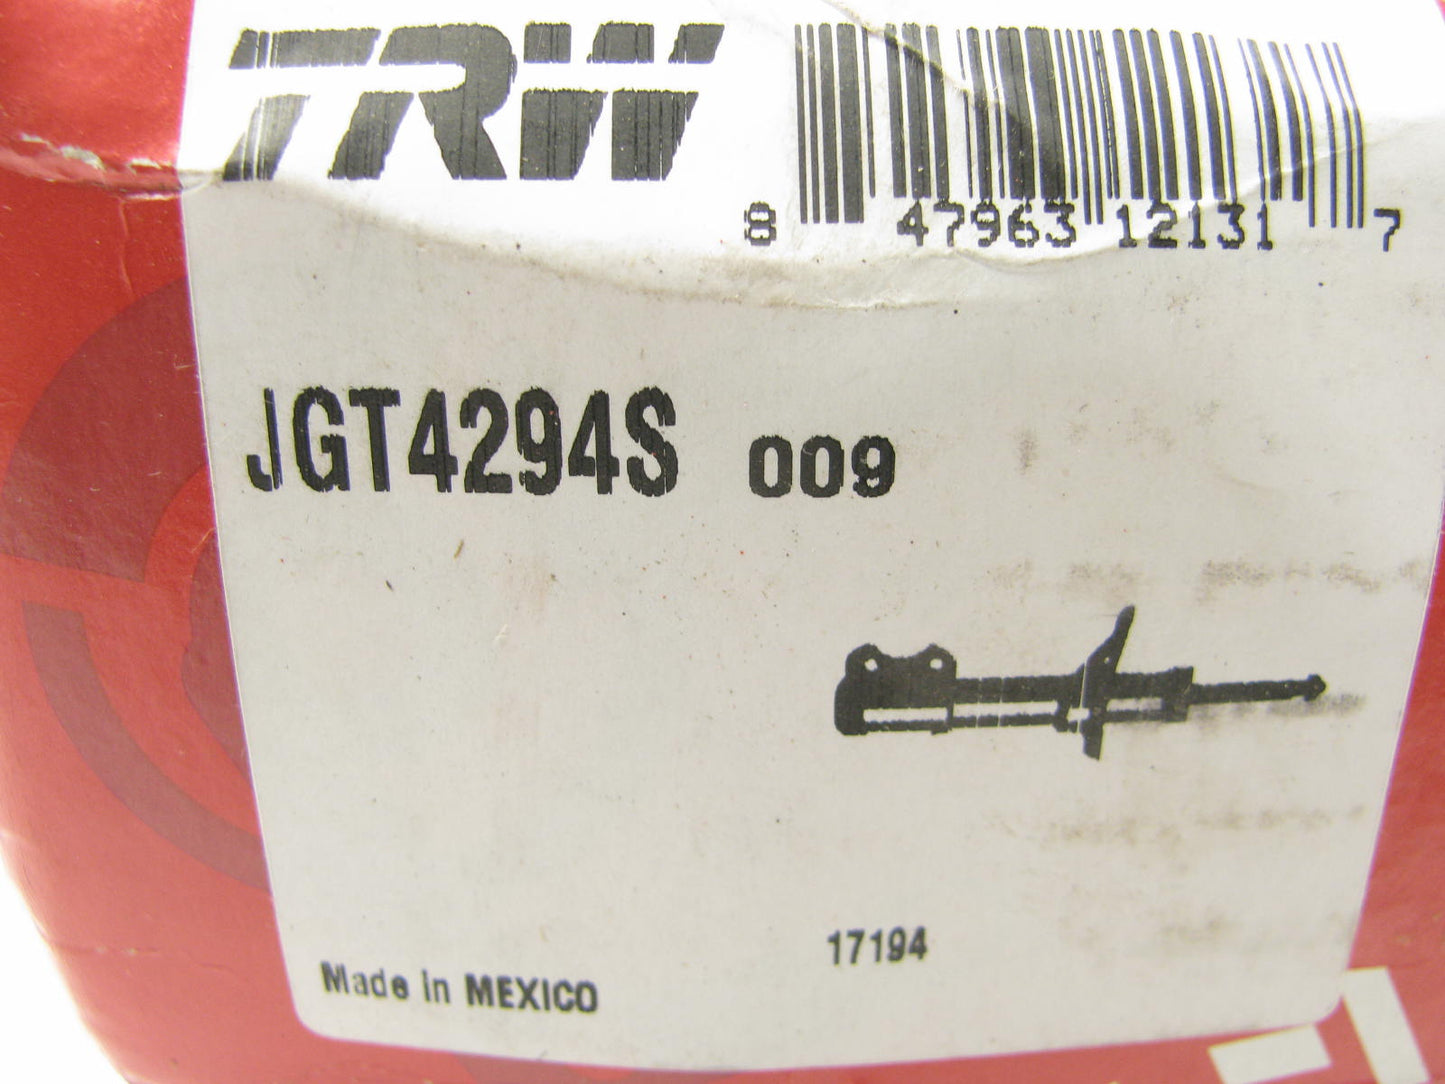 TRW
8 47963 12131 7
JGT4294S 009
17194
Made in MEXICO